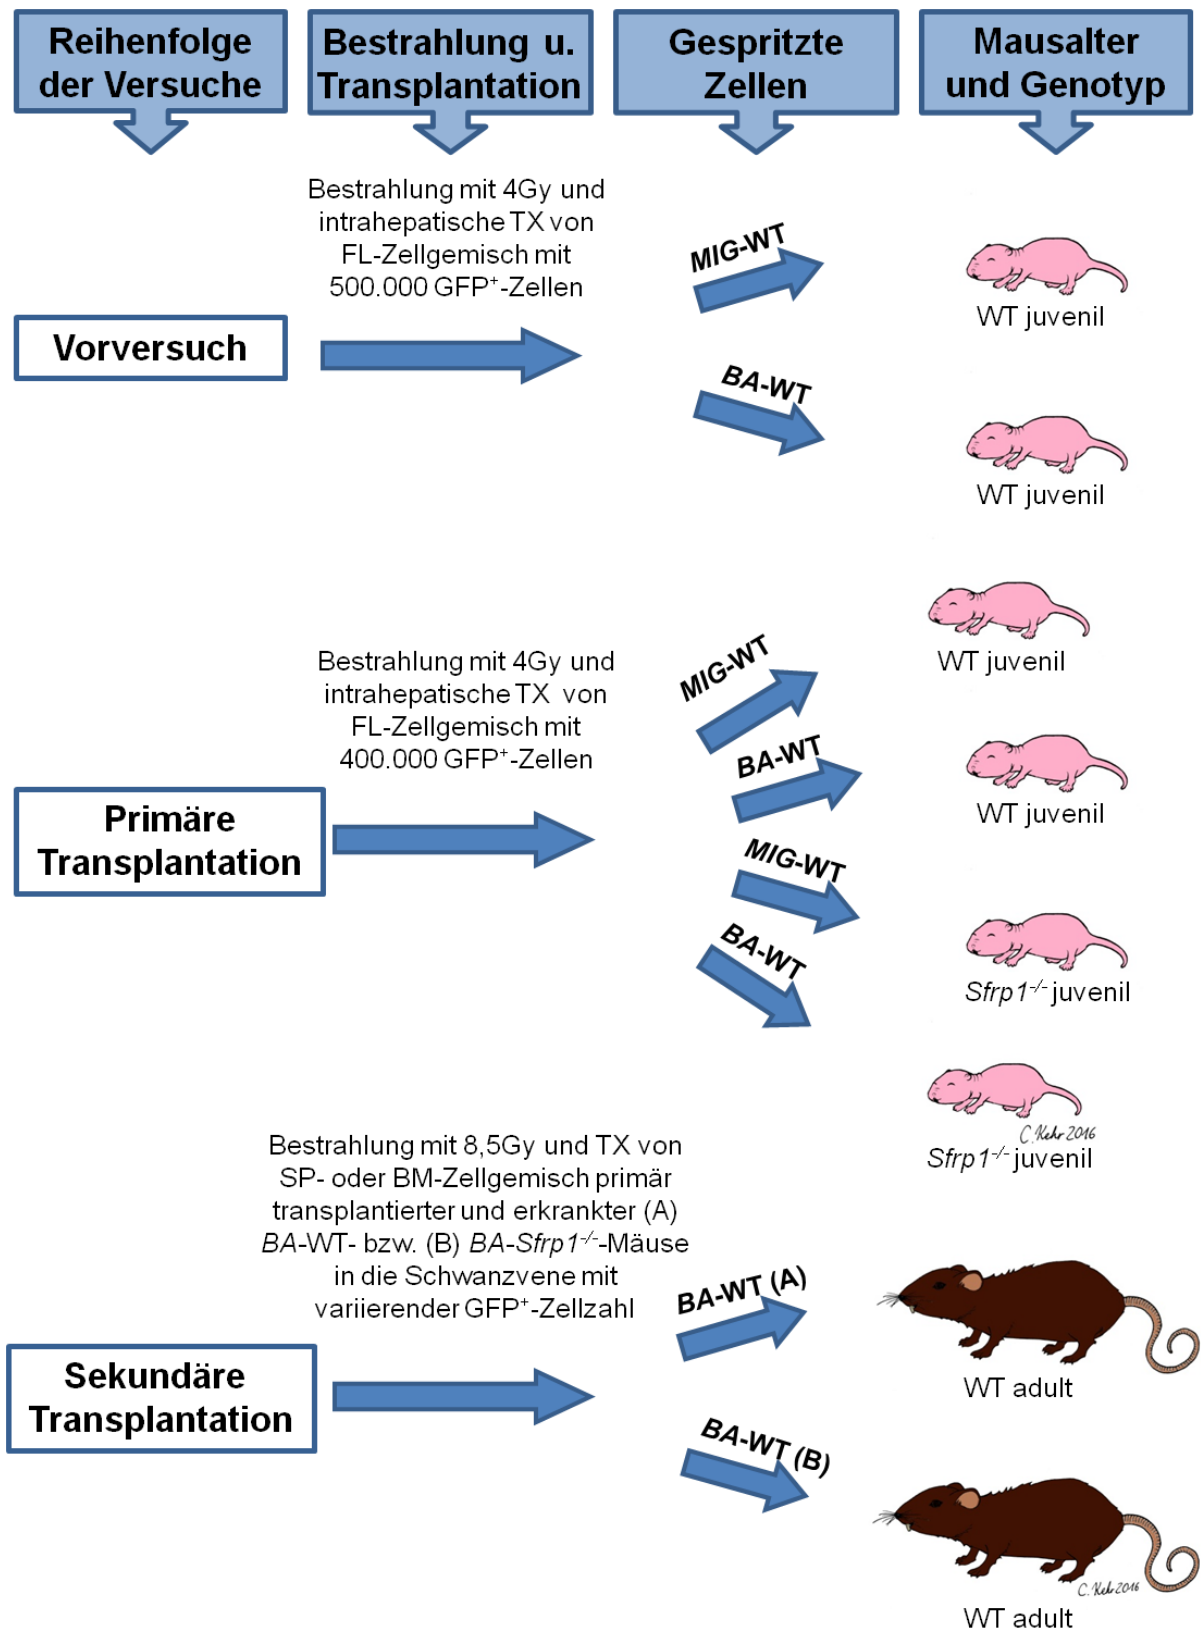 Reihenfolge
der Versuche
Bestrahlung u.
Transplantation
Gespritzte
Zellen
Mausalter
und Genotyp
Bestrahlung mit 4Gy und
intrahepatische TX von
FL-Zellgemisch mit
500.000 GFP⁺-Zellen
Vorversuch
MIG-WT
WT juvenil
BA-WT
WT juvenil
Bestrahlung mit 4Gy und
intrahepatische TX von
FL-Zellgemisch mit
400.000 GFP⁺-Zellen
Primäre
Transplantation
MIG-WT
WT juvenil
BA-WT
WT juvenil
MIG-WT
Sfrp1⁻/⁻ juvenil
BA-WT
C. Kehr 2016
Sfrp1⁻/⁻ juvenil
Bestrahlung mit 8,5Gy und TX von
SP- oder BM-Zellgemisch primär
transplantierter und erkrankter (A)
BA-WT- bzw. (B) BA-Sfrp1⁻/⁻-Mäuse
in die Schwanzvene mit
variierender GFP⁺-Zellzahl
Sekundäre
Transplantation
BA-WT (A)
WT adult
BA-WT (B)
C. Kehr 2016
WT adult